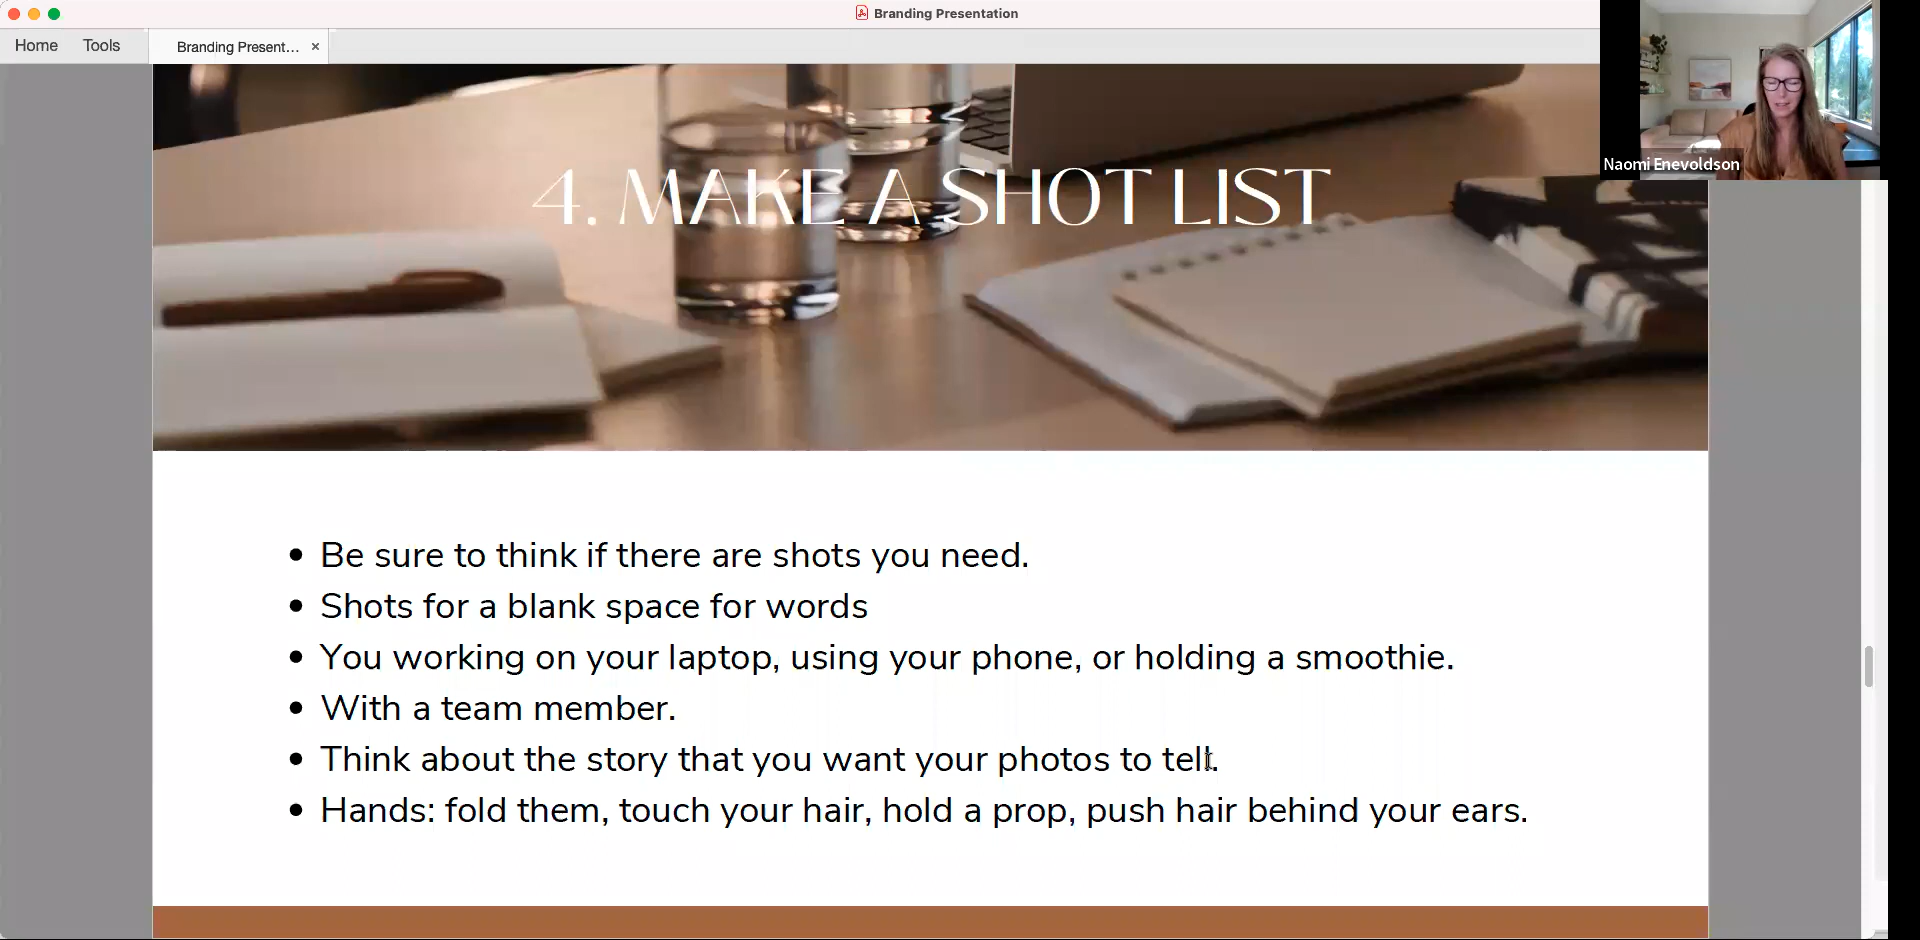 Branding Presentation
Home Tools Branding Present... ×
Naomi Enevoldson
4. MAKE A SHOT LIST
• Be sure to think if there are shots you need.
• Shots for a blank space for words
• You working on your laptop, using your phone, or holding a smoothie.
• With a team member.
• Think about the story that you want your photos to tell.
• Hands: fold them, touch your hair, hold a prop, push hair behind your ears.